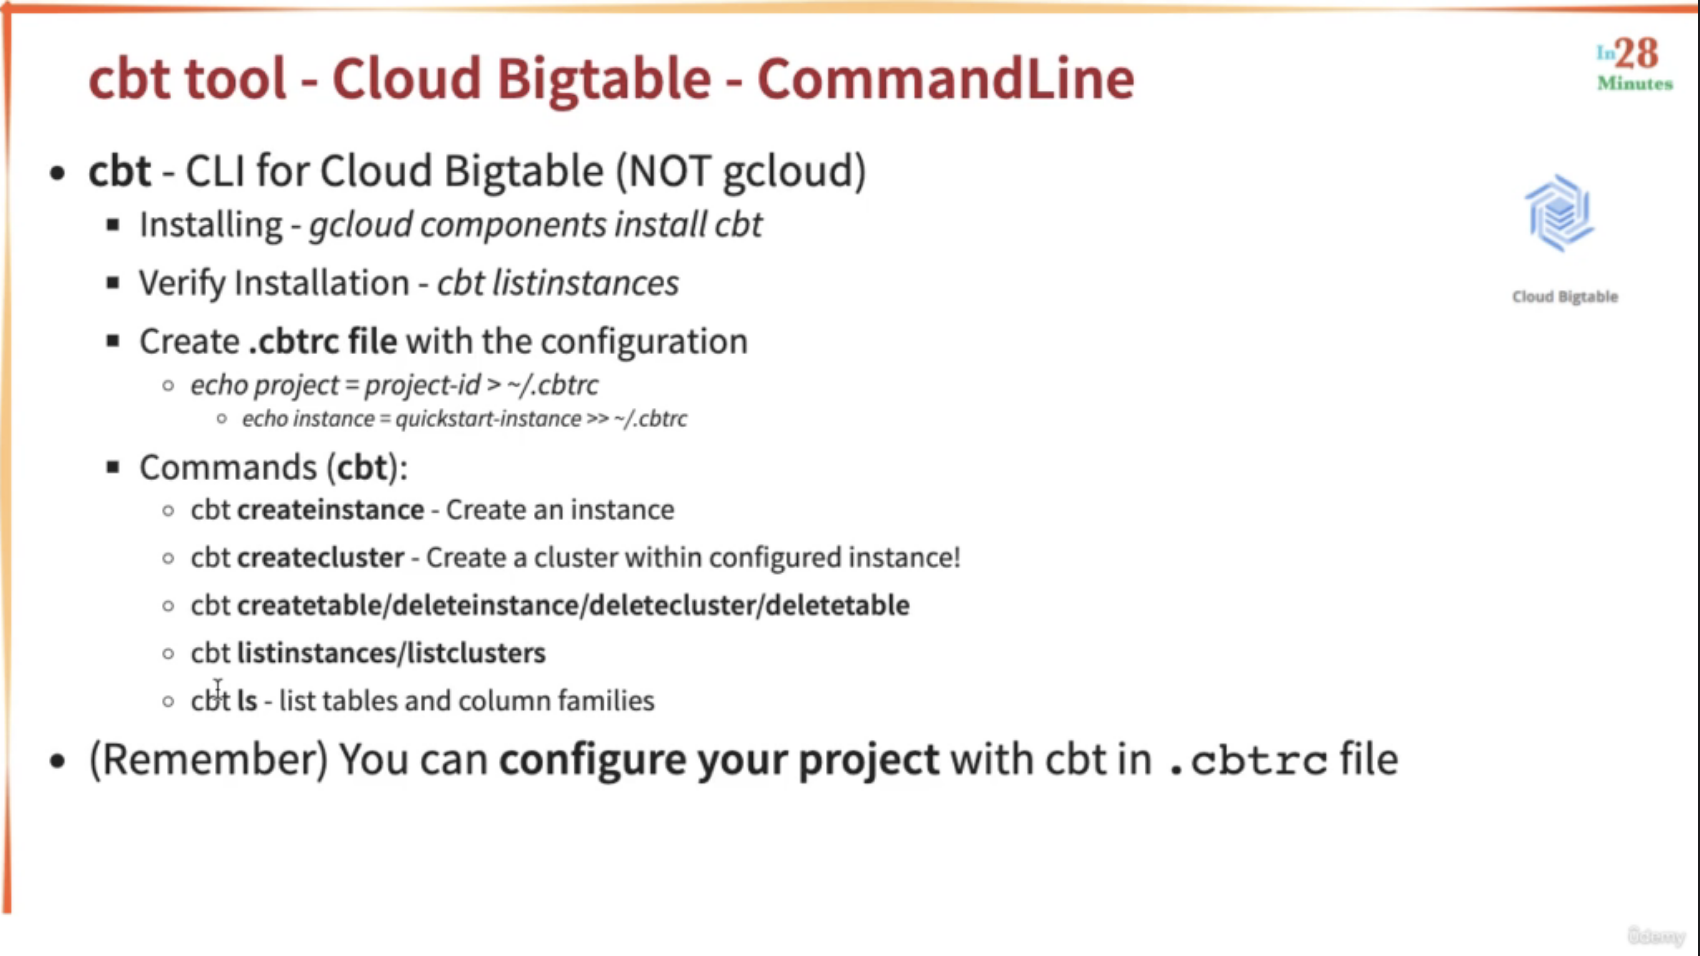 cbt tool - Cloud Bigtable - CommandLine
In28
Minutes
• cbt - CLI for Cloud Bigtable (NOT gcloud)
▪ Installing - gcloud components install cbt
▪ Verify Installation - cbt listinstances
▪ Create .cbtrc file with the configuration
○ echo project = project-id > ~/.cbtrc
○ echo instance = quickstart-instance >> ~/.cbtrc
▪ Commands (cbt):
○ cbt createinstance - Create an instance
○ cbt createcluster - Create a cluster within configured instance!
○ cbt createtable/deleteinstance/deletecluster/deletetable
○ cbt listinstances/listclusters
○ cbt ls - list tables and column families
• (Remember) You can configure your project with cbt in .cbtrc file
Cloud Bigtable
ûdemy